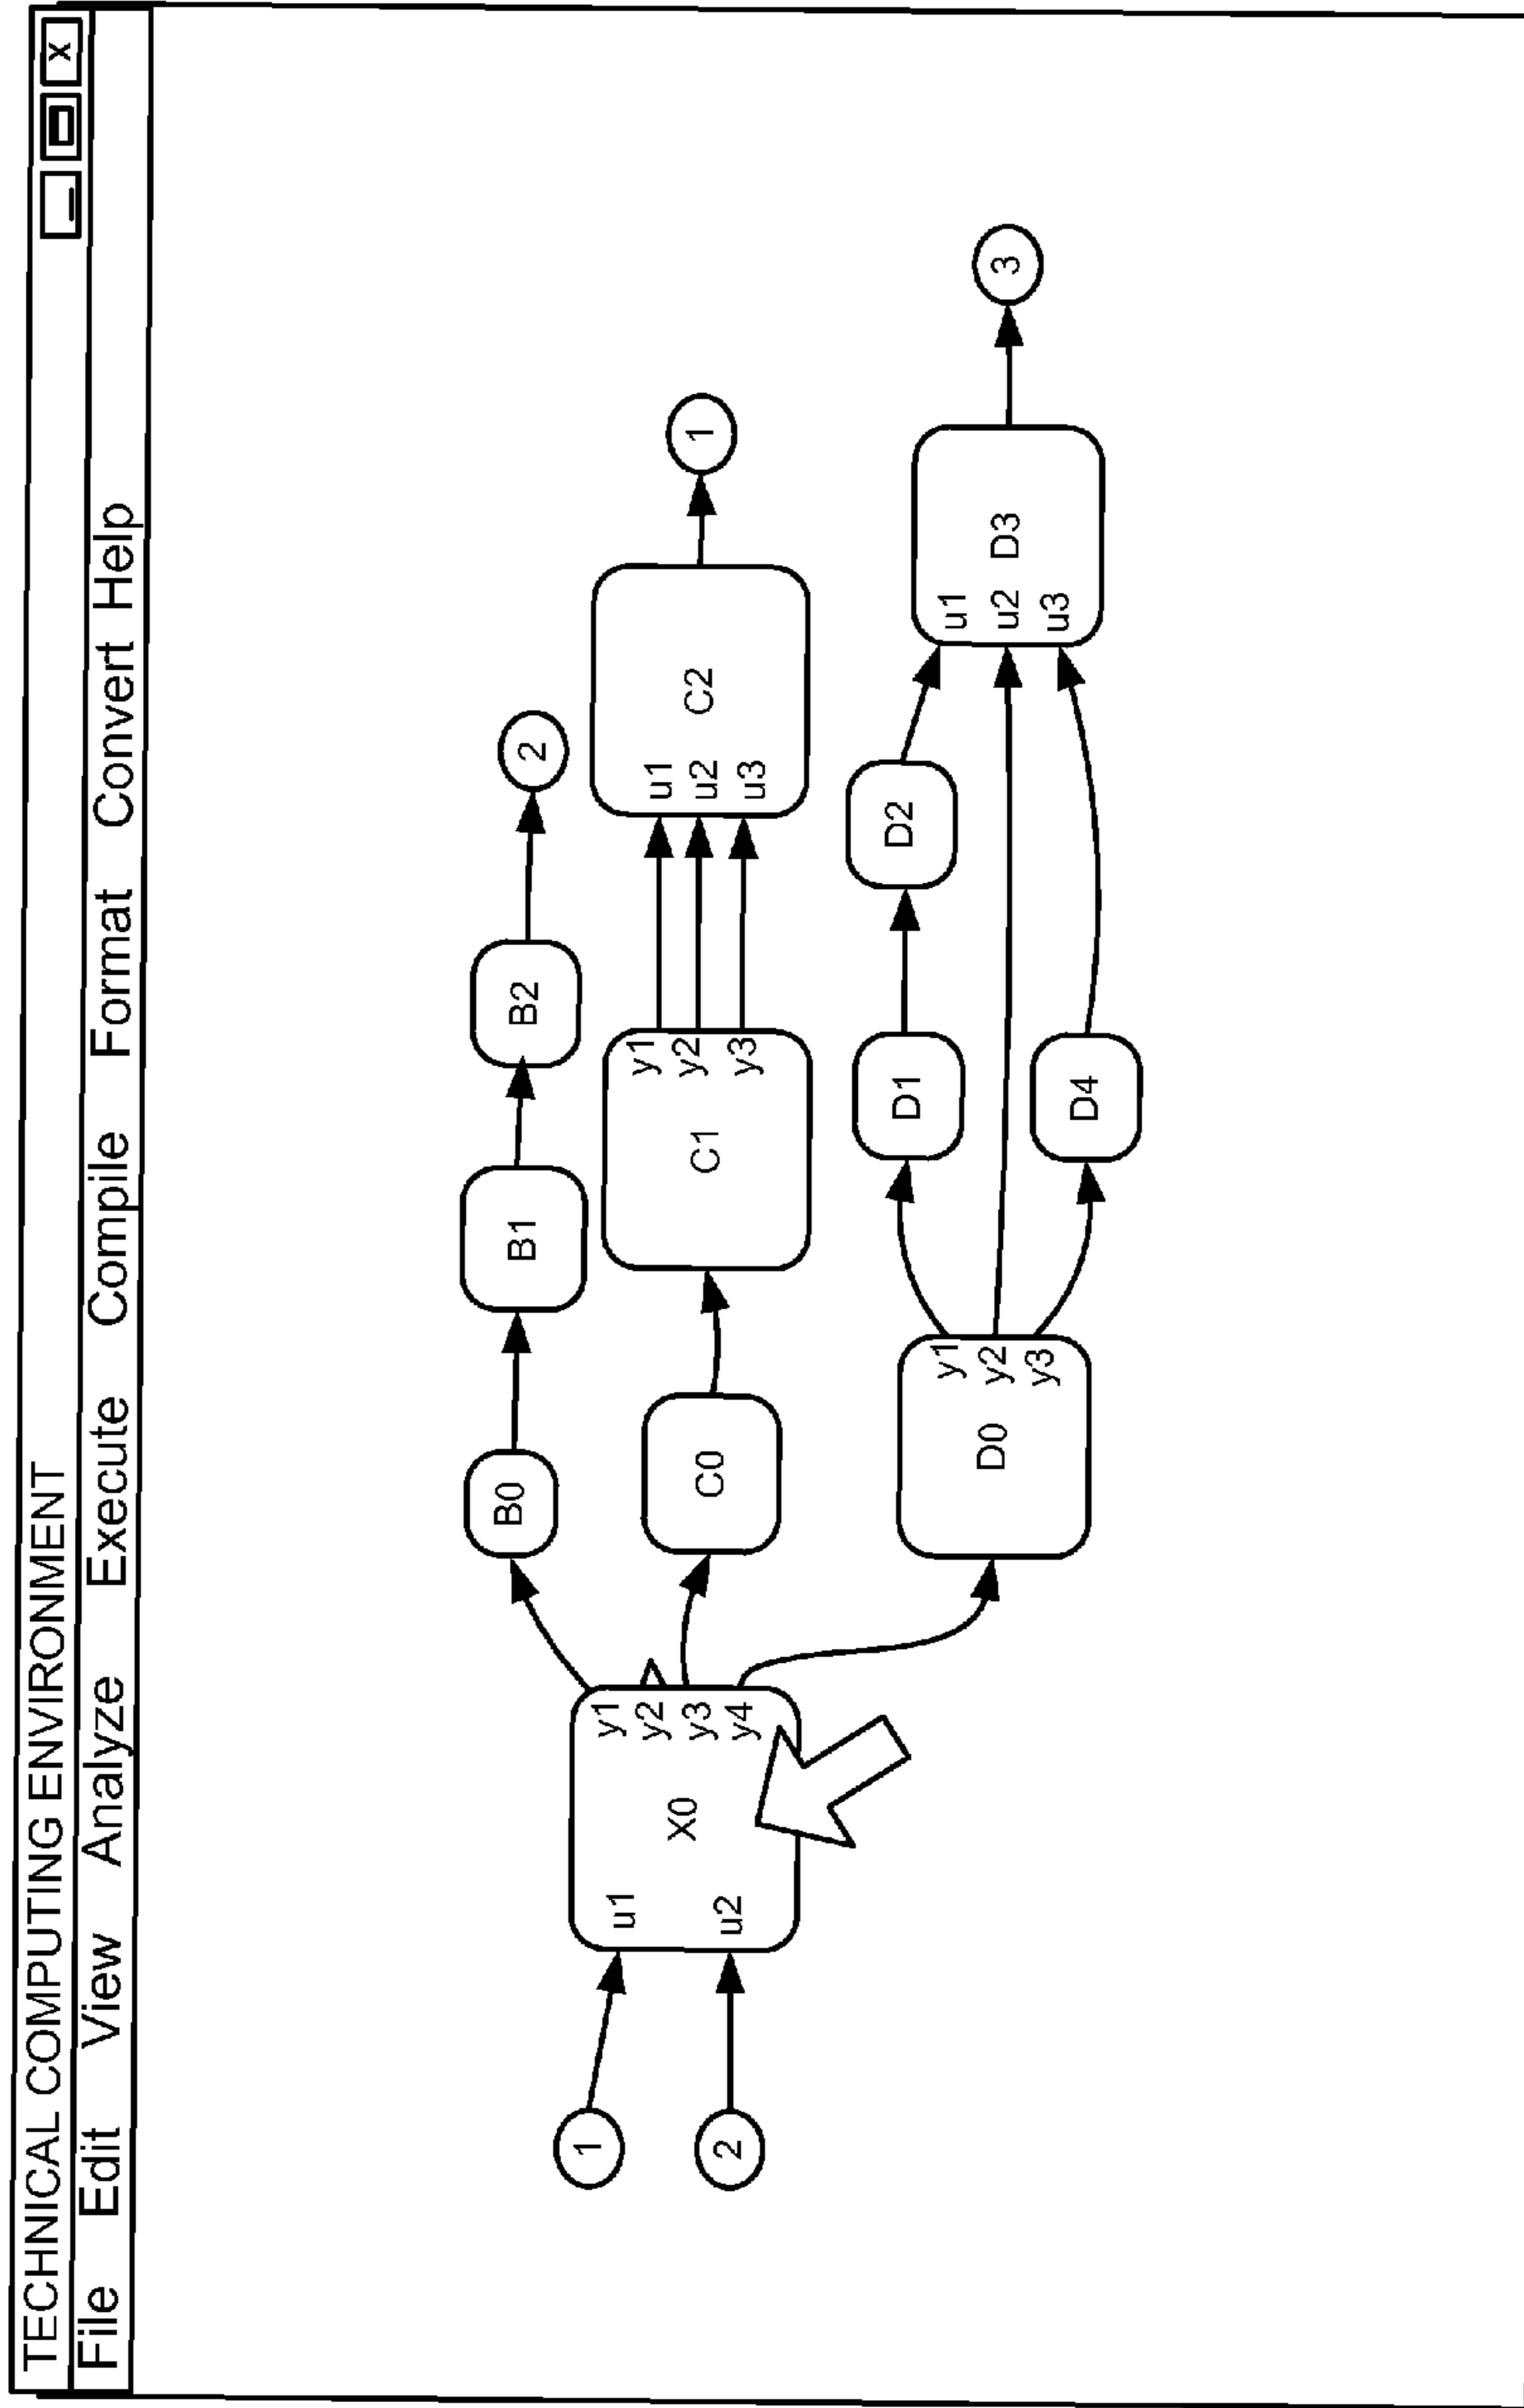 TECHNICAL COMPUTING ENVIRONMENT
_ x
File Edit View Analyze Execute Compile Format Convert Help
B0 B1 B2 2
1 u1 X0 y1
y2
y3
u2 y4
2
C0 C1 y1 u1 C2 1
y2 u2
y3 u3
D1 D2
D0 y1 u1 D3 3
y2 u2
y3 u3
D4